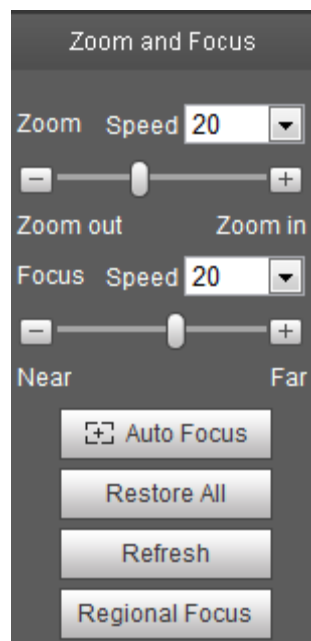 Zoom and Focus
Zoom Speed 20
Zoom out Zoom in
Focus Speed 20
Near Far
Auto Focus
Restore All
Refresh
Regional Focus